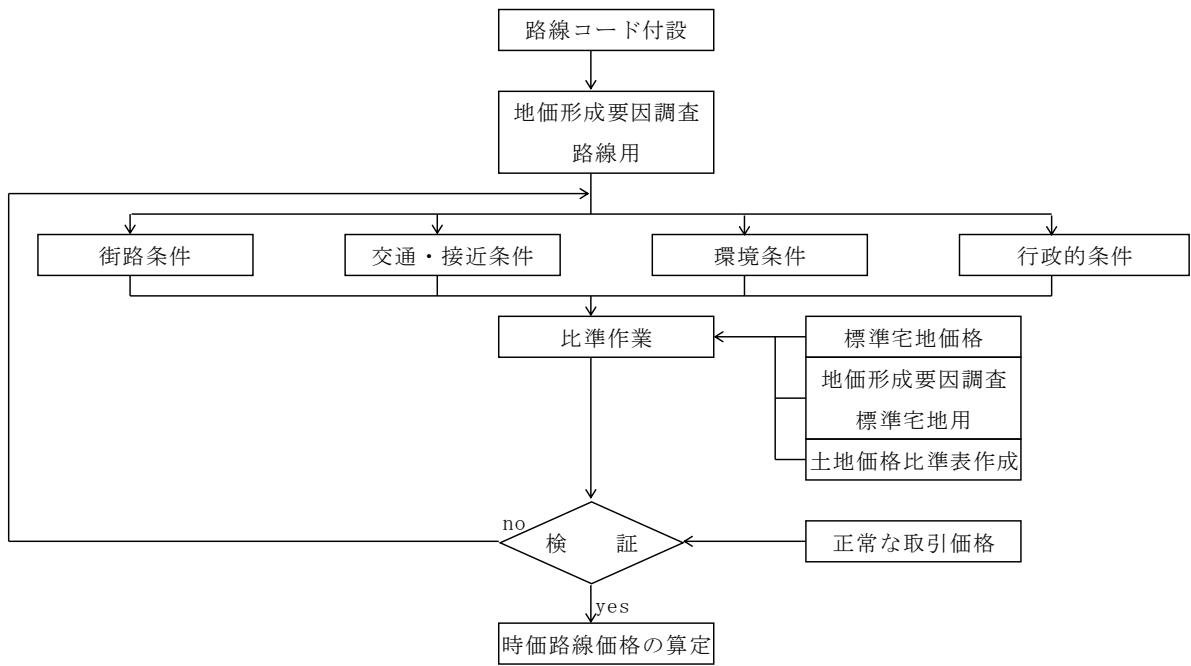 路線コード付設
地価形成要因調査
路線用
街路条件
交通・接近条件
環境条件
行政的条件
比準作業
標準宅地価格
地価形成要因調査
標準宅地用
土地価格比準表作成
no
検　　証
正常な取引価格
yes
時価路線価格の算定